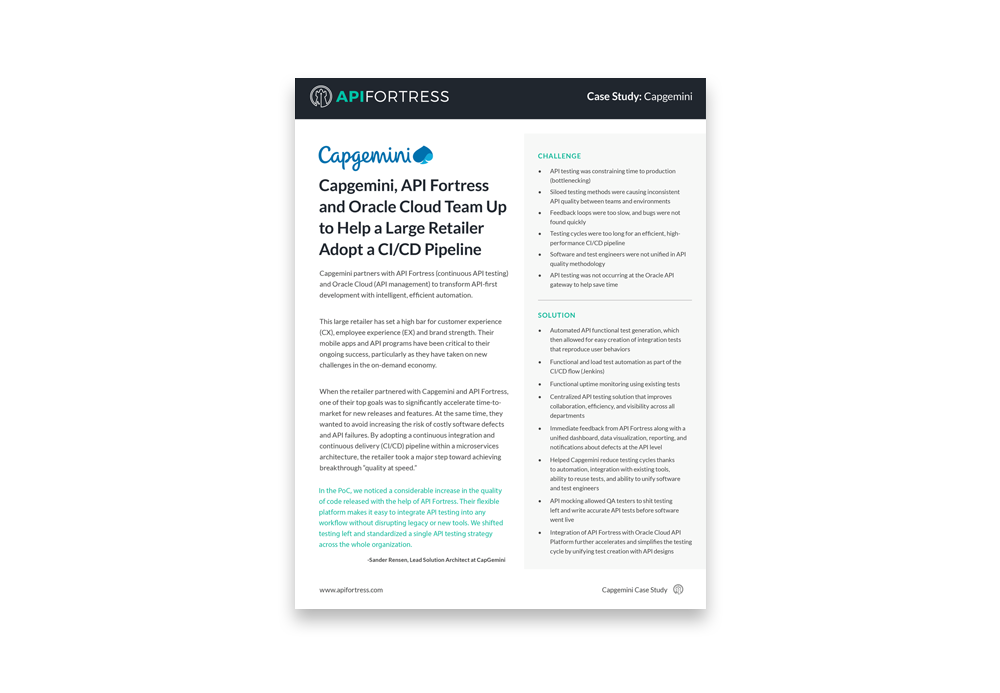 APIFORTRESS
Case Study: Capgemini
Capgemini
Capgemini, API Fortress
and Oracle Cloud Team Up
to Help a Large Retailer
Adopt a CI/CD Pipeline
Capgemini partners with API Fortress (continuous API testing)
and Oracle Cloud (API management) to transform API-first
development with intelligent, efficient automation.
This large retailer has set a high bar for customer experience
(CX), employee experience (EX) and brand strength. Their
mobile apps and API programs have been critical to their
ongoing success, particularly as they have taken on new
challenges in the on-demand economy.
When the retailer partnered with Capgemini and API Fortress,
one of their top goals was to significantly accelerate time-to-
market for new releases and features. At the same time, they
wanted to avoid increasing the risk of costly software defects
and API failures. By adopting a continuous integration and
continuous delivery (CI/CD) pipeline within a microservices
architecture, the retailer took a major step toward achieving
breakthrough "quality at speed."
In the PoC, we noticed a considerable increase in the quality
of code released with the help of API Fortress. Their flexible
platform makes it easy to integrate API testing into any
workflow without disrupting legacy or new tools. We shifted
testing left and standardized a single API testing strategy
across the whole organization.
-Sander Rensen, Lead Solution Architect at CapGemini
CHALLENGE
• API testing was constraining time to production
(bottlenecking)
• Siloed testing methods were causing inconsistent
API quality between teams and environments
• Feedback loops were too slow, and bugs were not
found quickly
• Testing cycles were too long for an efficient, high-
performance CI/CD pipeline
• Software and test engineers were not unified in API
quality methodology
• API testing was not occurring at the Oracle API
gateway to help save time
SOLUTION
• Automated API functional test generation, which
then allowed for easy creation of integration tests
that reproduce user behaviors
• Functional and load test automation as part of the
CI/CD flow (Jenkins)
• Functional uptime monitoring using existing tests
• Centralized API testing solution that improves
collaboration, efficiency, and visibility across all
departments
• Immediate feedback from API Fortress along with a
unified dashboard, data visualization, reporting, and
notifications about defects at the API level
• Helped Capgemini reduce testing cycles thanks
to automation, integration with existing tools,
ability to reuse tests, and ability to unify software
and test engineers
• API mocking allowed QA testers to shit testing
left and write accurate API tests before software
went live
• Integration of API Fortress with Oracle Cloud API
Platform further accelerates and simplifies the testing
cycle by unifying test creation with API designs
www.apifortress.com
Capgemini Case Study